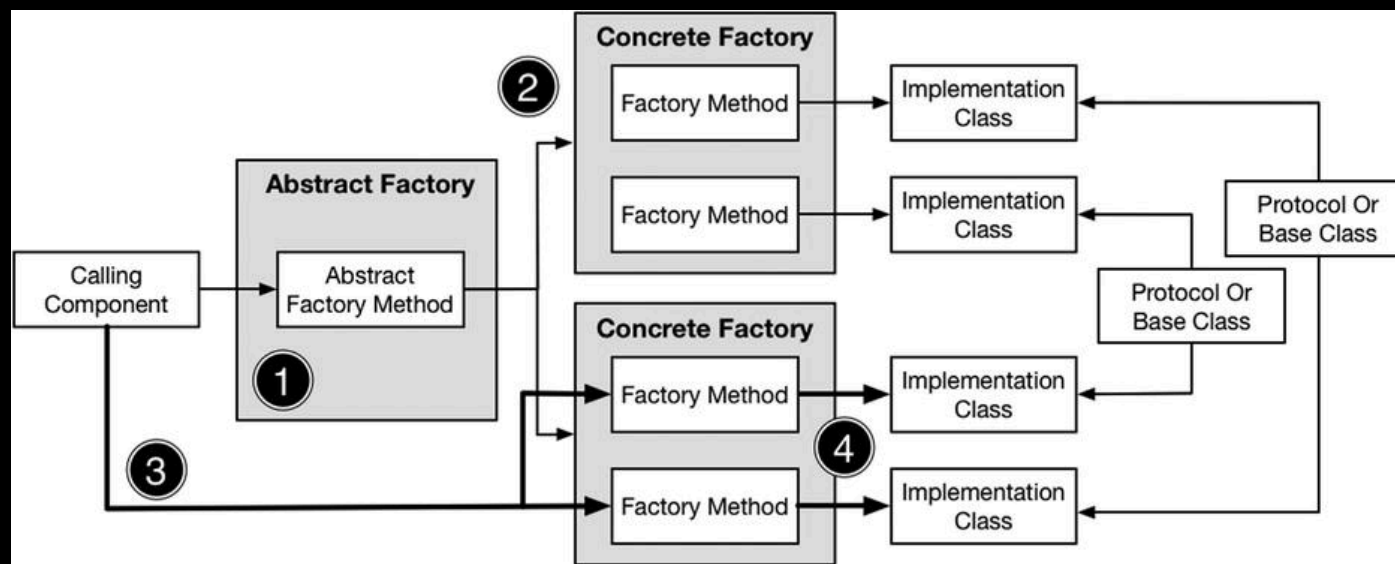 Concrete Factory
2
Factory Method
Implementation
Class
Abstract Factory
Factory Method
Implementation
Class
Protocol Or
Base Class
Calling
Component
Abstract
Factory Method
Protocol Or
Base Class
Concrete Factory
1
Factory Method
Implementation
Class
3
4
Factory Method
Implementation
Class